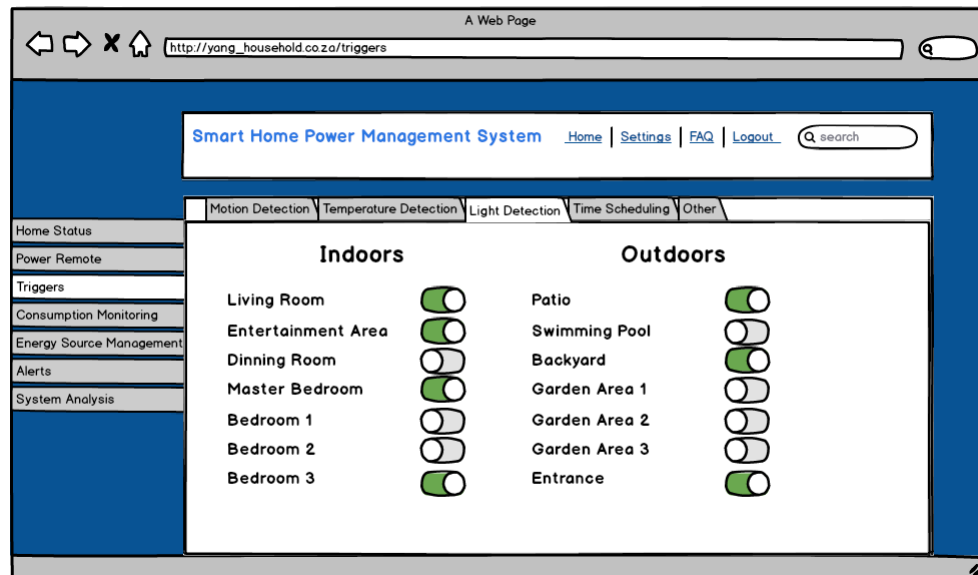 A Web Page
http://yang_household.co.za/triggers
Smart Home Power Management System Home Settings FAQ Logout search
Motion Detection Temperature Detection Light Detection Time Scheduling Other
Home Status
Power Remote
Triggers
Consumption Monitoring
Energy Source Management
Alerts
System Analysis
Indoors
Living Room
Entertainment Area
Dinning Room
Master Bedroom
Bedroom 1
Bedroom 2
Bedroom 3
Outdoors
Patio
Swimming Pool
Backyard
Garden Area 1
Garden Area 2
Garden Area 3
Entrance